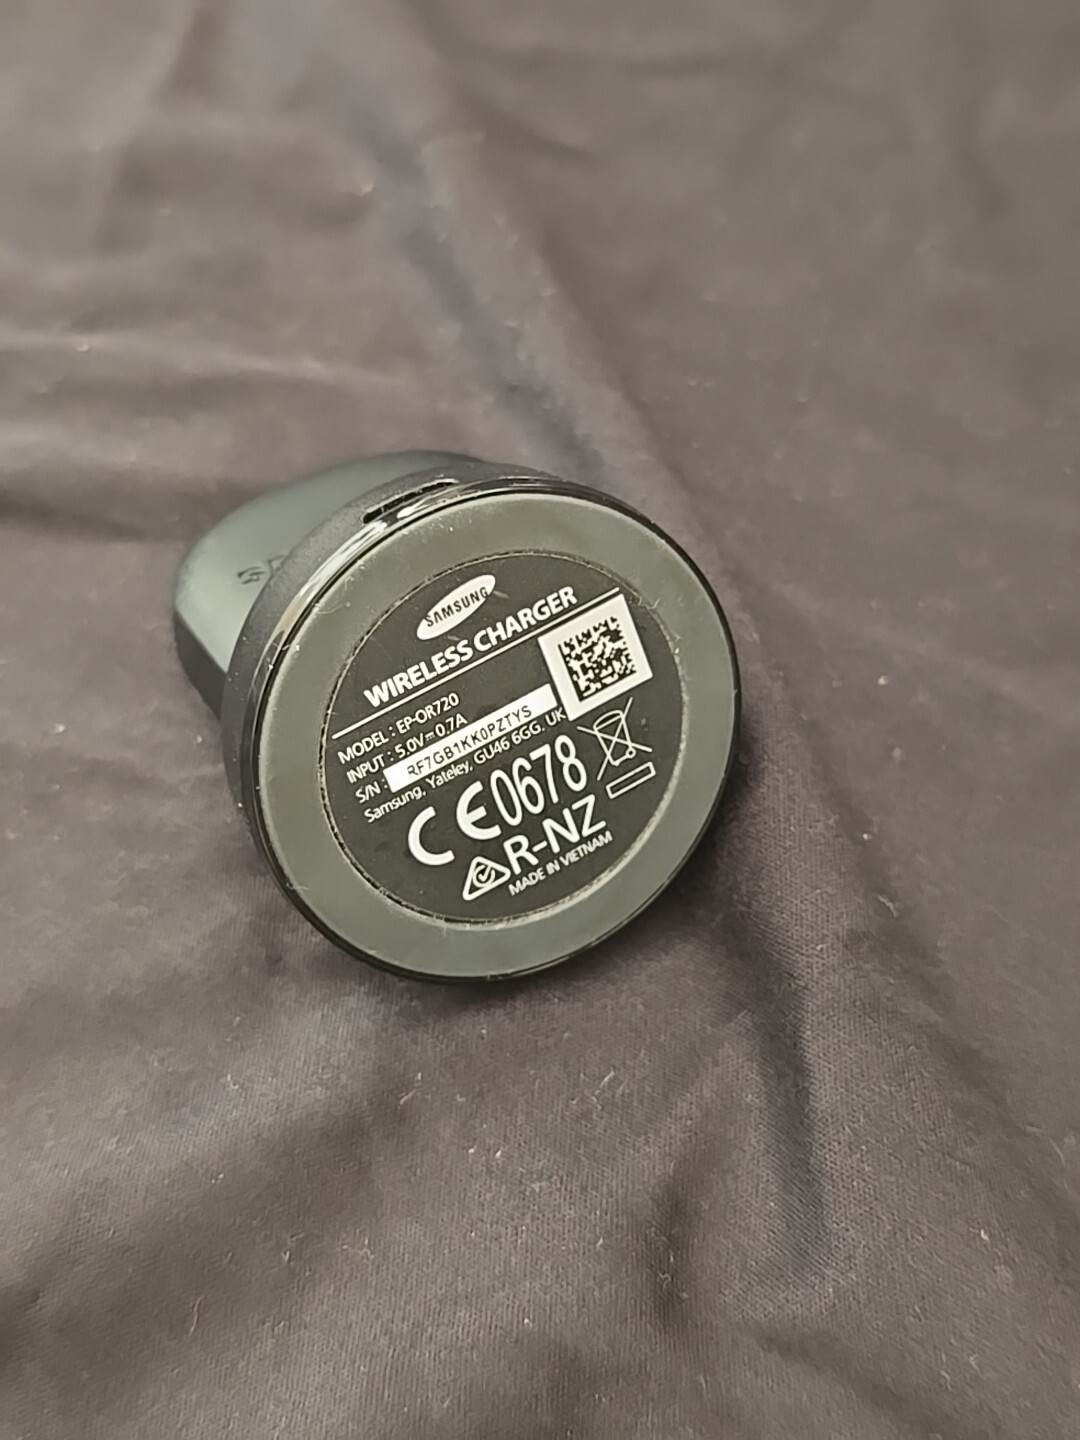 SAMSUNG
WIRELESS CHARGER
MODEL : EP-OR720
INPUT : 5.0V⎓0.7A
S/N : RF7GB1KK0PZTYS
Samsung, Yateley, GU46 6GG, UK
CE0678
R-NZ
MADE IN VIETNAM